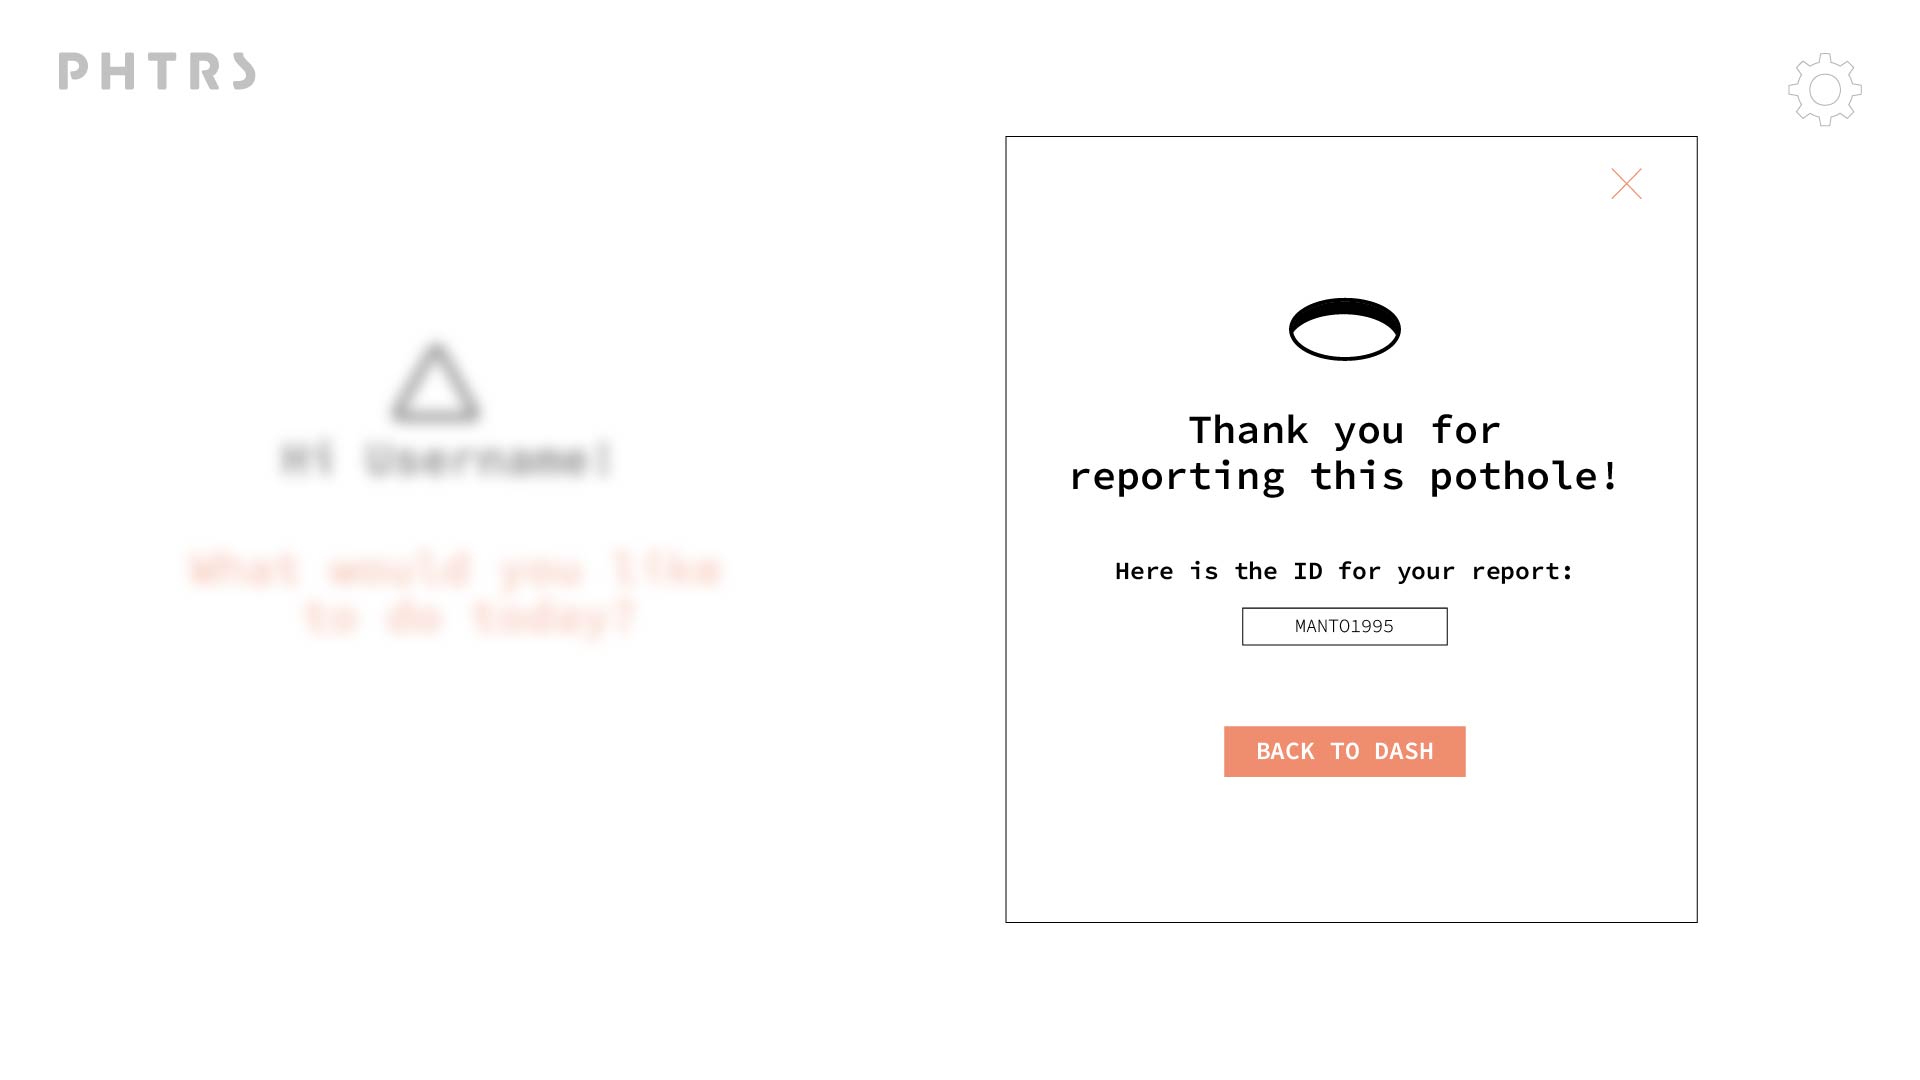 PHTRS
Hi Username!
What would you like
to do today?
Thank you for
reporting this pothole!
Here is the ID for your report:
MANTO1995
BACK TO DASH